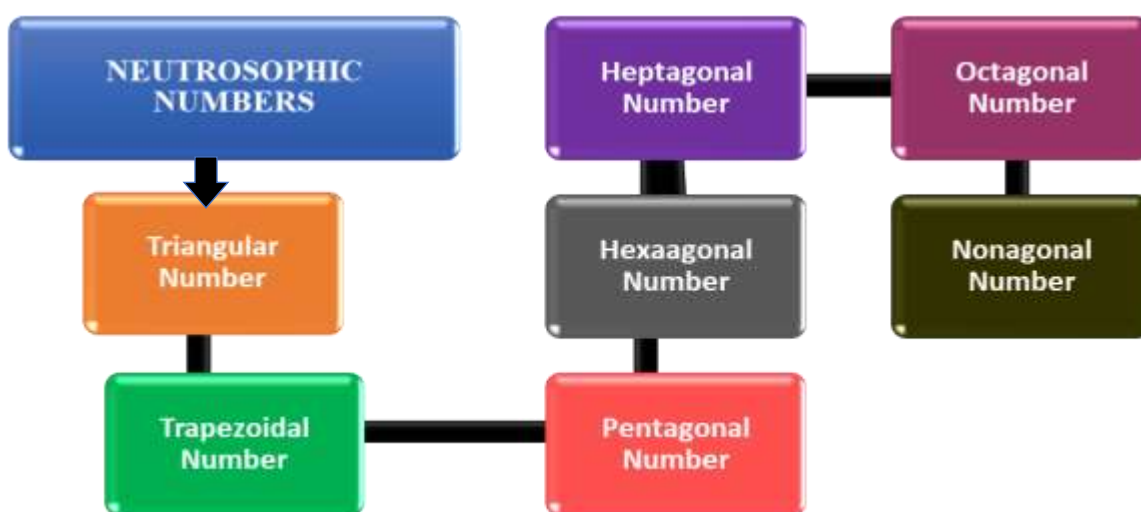 NEUTROSOPHIC
NUMBERS
Triangular
Number
Trapezoidal
Number
Pentagonal
Number
Hexaagonal
Number
Heptagonal
Number
Octagonal
Number
Nonagonal
Number